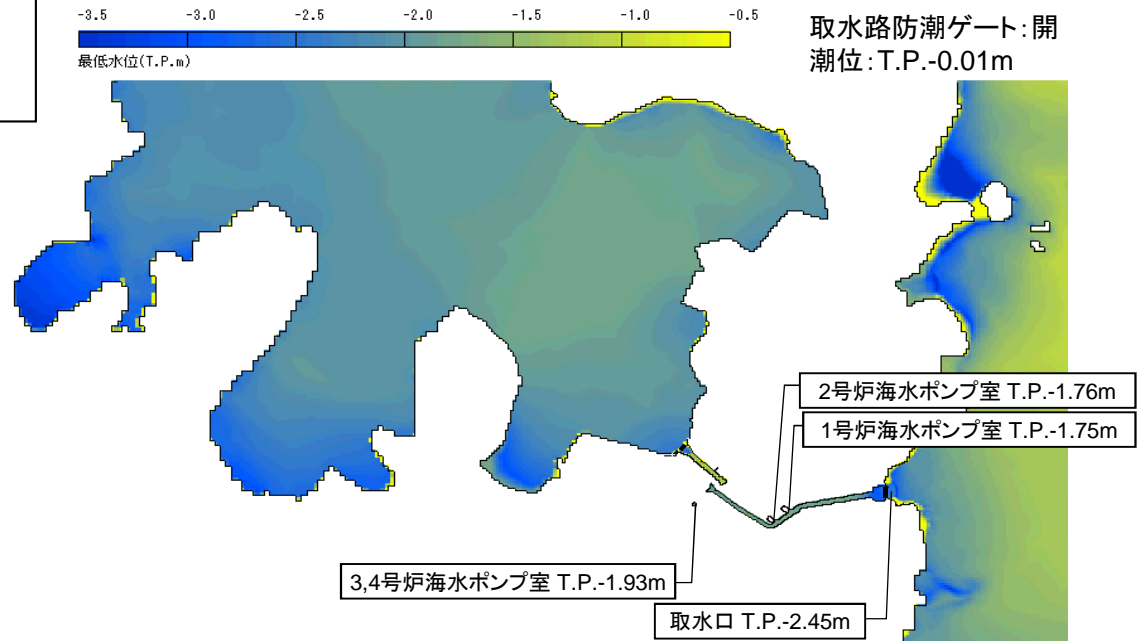 -3.5 -3.0 -2.5 -2.0 -1.5 -1.0 -0.5
最低水位(T.P.m)
取水路防潮ゲート:開
潮位:T.P.-0.01m
2号炉海水ポンプ室 T.P.-1.76m
1号炉海水ポンプ室 T.P.-1.75m
3,4号炉海水ポンプ室 T.P.-1.93m
取水口 T.P.-2.45m